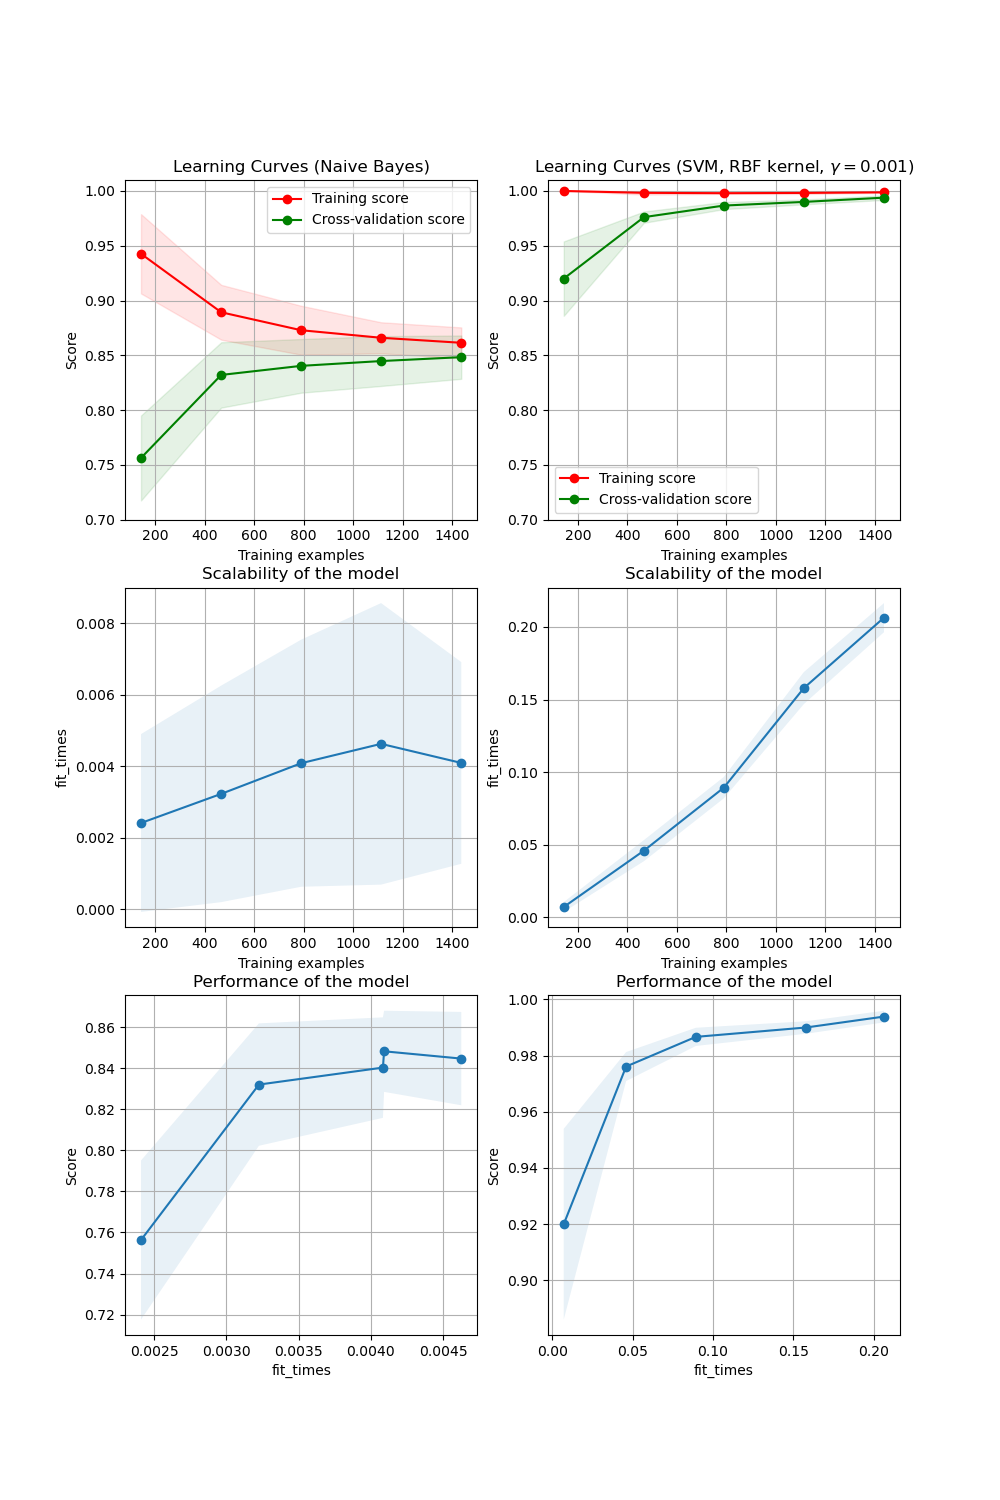 Learning Curves (Naive Bayes)
1.00
0.95
0.90
0.85
0.80
0.75
0.70
Score
Training score
Cross-validation score
200 400 600 800 1000 1200 1400
Training examples
Learning Curves (SVM, RBF kernel, γ = 0.001)
1.00
0.95
0.90
0.85
0.80
0.75
0.70
Score
Training score
Cross-validation score
200 400 600 800 1000 1200 1400
Training examples
Scalability of the model
0.008
0.006
0.004
0.002
0.000
fit_times
200 400 600 800 1000 1200 1400
Training examples
Scalability of the model
0.20
0.15
0.10
0.05
0.00
fit_times
200 400 600 800 1000 1200 1400
Training examples
Performance of the model
0.86
0.84
0.82
0.80
0.78
0.76
0.74
0.72
Score
0.0025 0.0030 0.0035 0.0040 0.0045
fit_times
Performance of the model
1.00
0.98
0.96
0.94
0.92
0.90
Score
0.00 0.05 0.10 0.15 0.20
fit_times